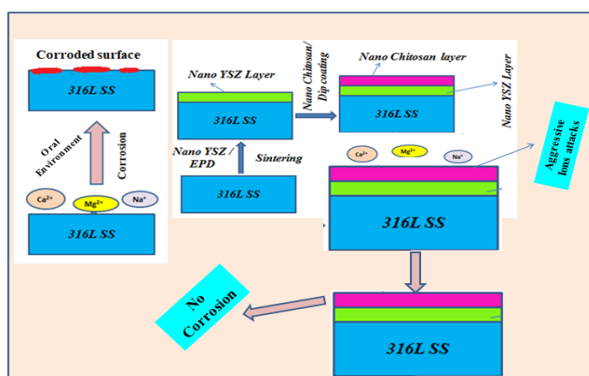 Corroded surface
316L SS
Oral
Environment
Corrosion
Ca²⁺
Mg²⁺
Na⁺
316L SS
Nano YSZ Layer
316L SS
Nano YSZ /
EPD
Sintering
316L SS
Nano Chitosan/
Dip coating
Nano Chitosan layer
316L SS
Nano YSZ Layer
Ca²⁺
Mg²⁺
Na⁺
316L SS
Aggressive
Ions attacks
316L SS
No
Corrosion